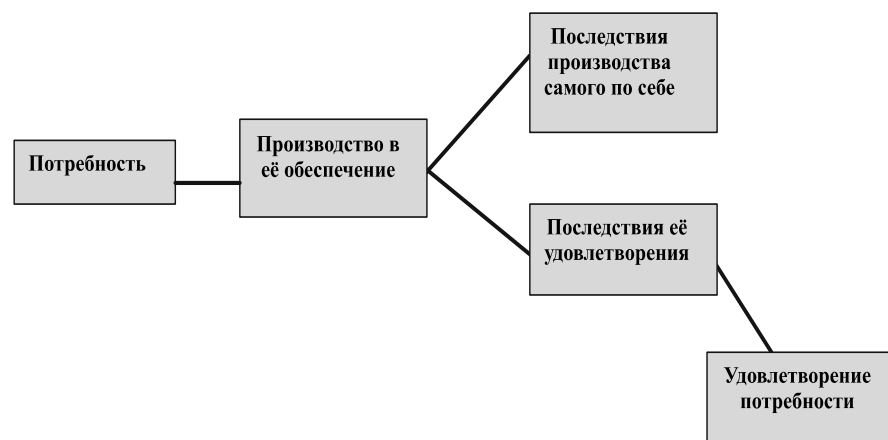 Потребность
Производство в
её обеспечение
Последствия
производства
самого по себе
Последствия её
удовлетворения
Удовлетворение
потребности